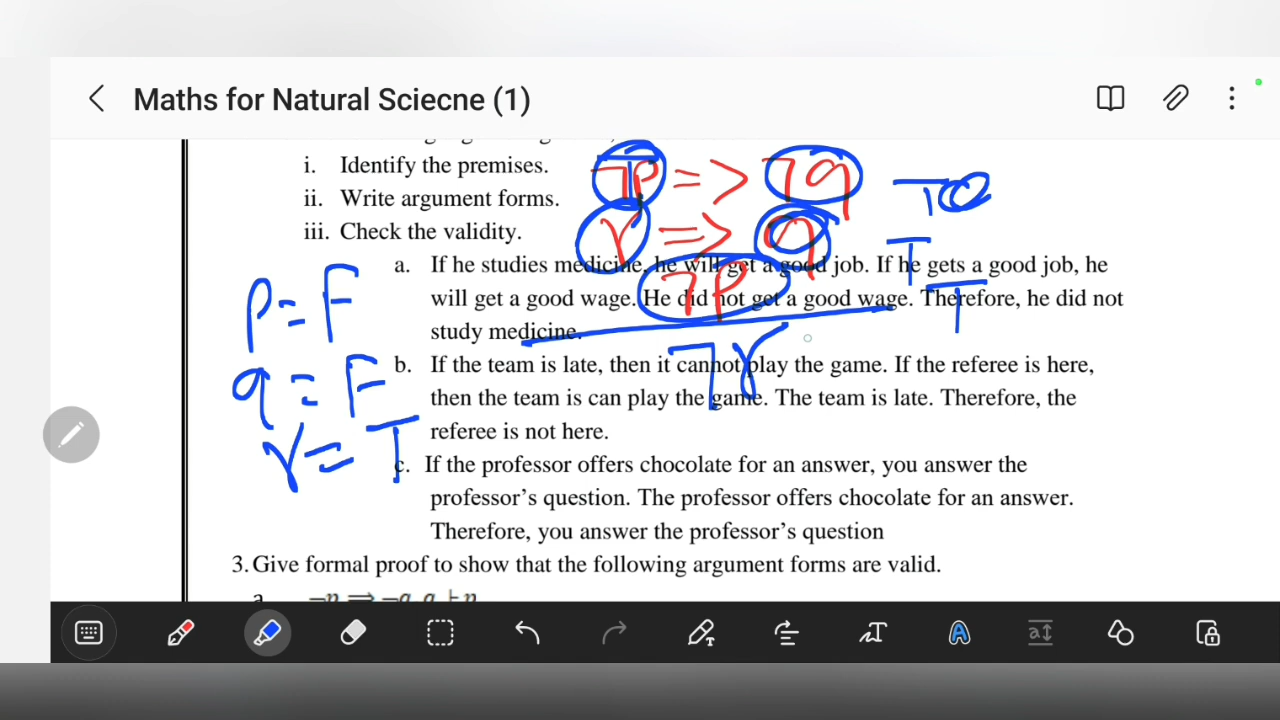 Maths for Natural Sciecne (1)
i. Identify the premises.
ii. Write argument forms.
iii. Check the validity.
¬p => ¬q
r => q
¬p
¬r
T
T
T
p = F
q = F
r = T
a. If he studies medicine, he will get a good job. If he gets a good job, he
will get a good wage. He did not get a good wage. Therefore, he did not
study medicine.
b. If the team is late, then it cannot play the game. If the referee is here,
then the team is can play the game. The team is late. Therefore, the
referee is not here.
c. If the professor offers chocolate for an answer, you answer the
professor's question. The professor offers chocolate for an answer.
Therefore, you answer the professor's question
3. Give formal proof to show that the following argument forms are valid.
a. ¬p ⟹ ¬q, q ├ p